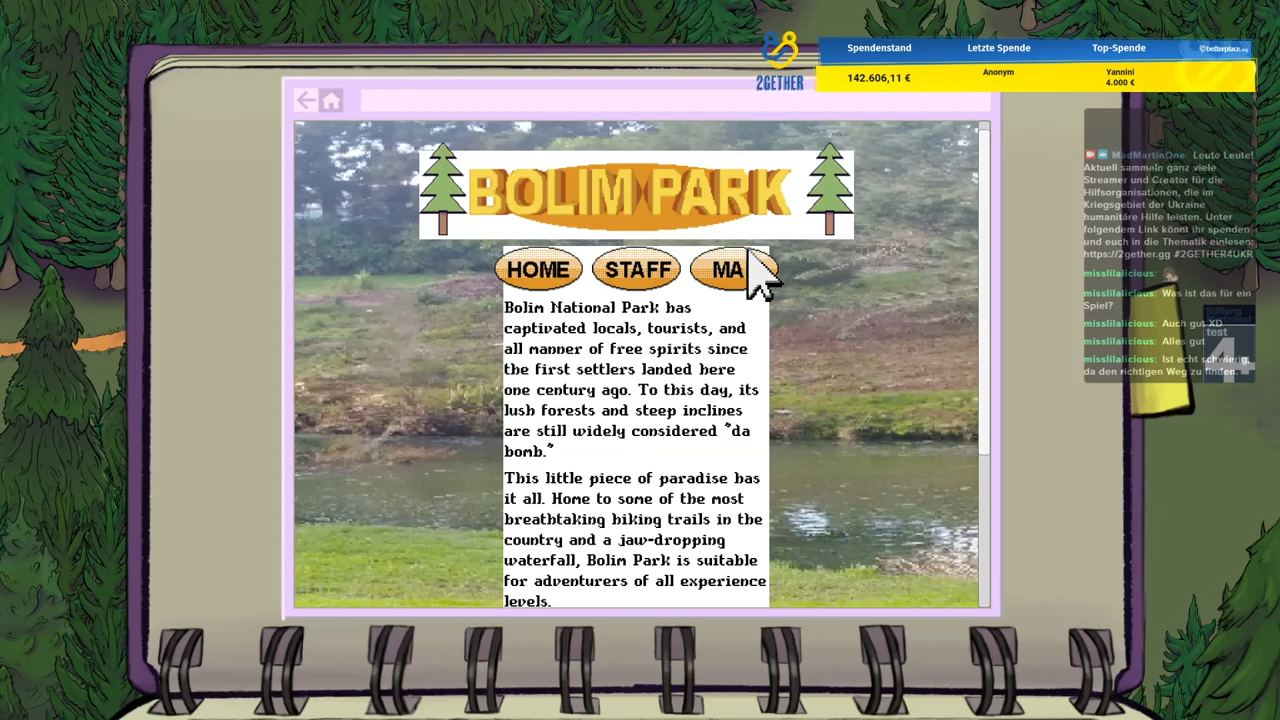 Spendenstand Letzte Spende Top-Spende ©betterplace.org
142.606,11 € Anonym Yannini
4.000 €
2GETHER
BOLIM PARK
HOME STAFF MA
Bolim National Park has
captivated locals, tourists, and
all manner of free spirits since
the first settlers landed here
one century ago. To this day, its
lush forests and steep inclines
are still widely considered "da
bomb."
This little piece of paradise has
it all. Home to some of the most
breathtaking hiking trails in the
country and a jaw-dropping
waterfall, Bolim Park is suitable
for adventurers of all experience
levels.
MadMartinOne: Leute Leute!
Aktuell sammeln ganz viele
Streamer und Creator für die
Hilfsorganisationen, die im
Kriegsgebiet der Ukraine
humanitäre Hilfe leisten. Unter
folgendem Link könnt ihr spenden
und euch in die Thematik einlesen:
https://2gether.gg #2GETHER4UKR
misslilalicious:
misslilalicious: Was ist das für ein
Spiel?
misslilalicious: Auch gut XD
misslilalicious: Alles gut
misslilalicious: Ist echt schwierig,
da den richtigen Weg zu finden.
test
4